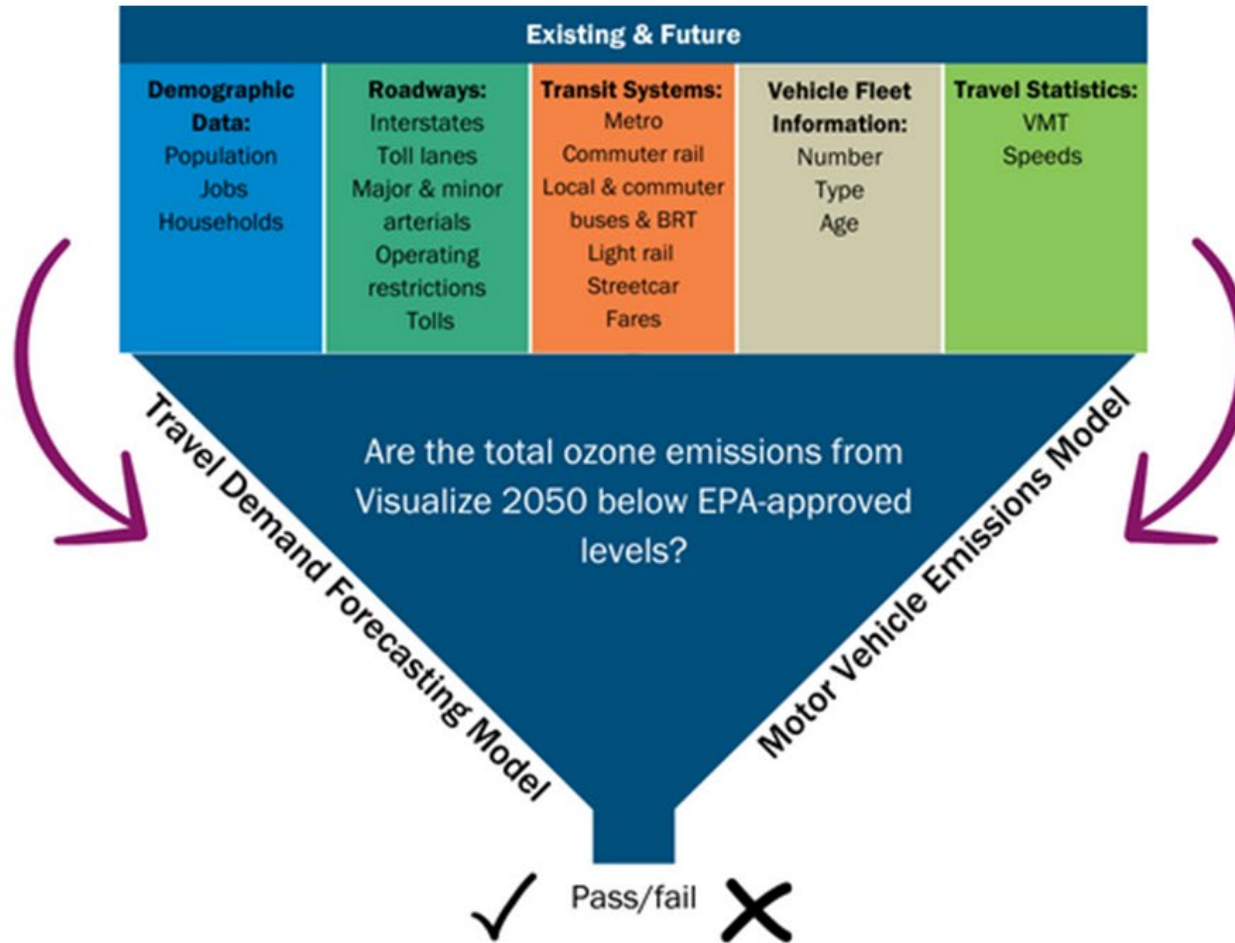 Existing & Future
Demographic
Data:
Population
Jobs
Households
Roadways:
Interstates
Toll lanes
Major & minor
arterials
Operating
restrictions
Tolls
Transit Systems:
Metro
Commuter rail
Local & commuter
buses & BRT
Light rail
Streetcar
Fares
Vehicle Fleet
Information:
Number
Type
Age
Travel Statistics:
VMT
Speeds
Are the total ozone emissions from
Visualize 2050 below EPA-approved
levels?
Travel Demand Forecasting Model
Motor Vehicle Emissions Model
Pass/fail